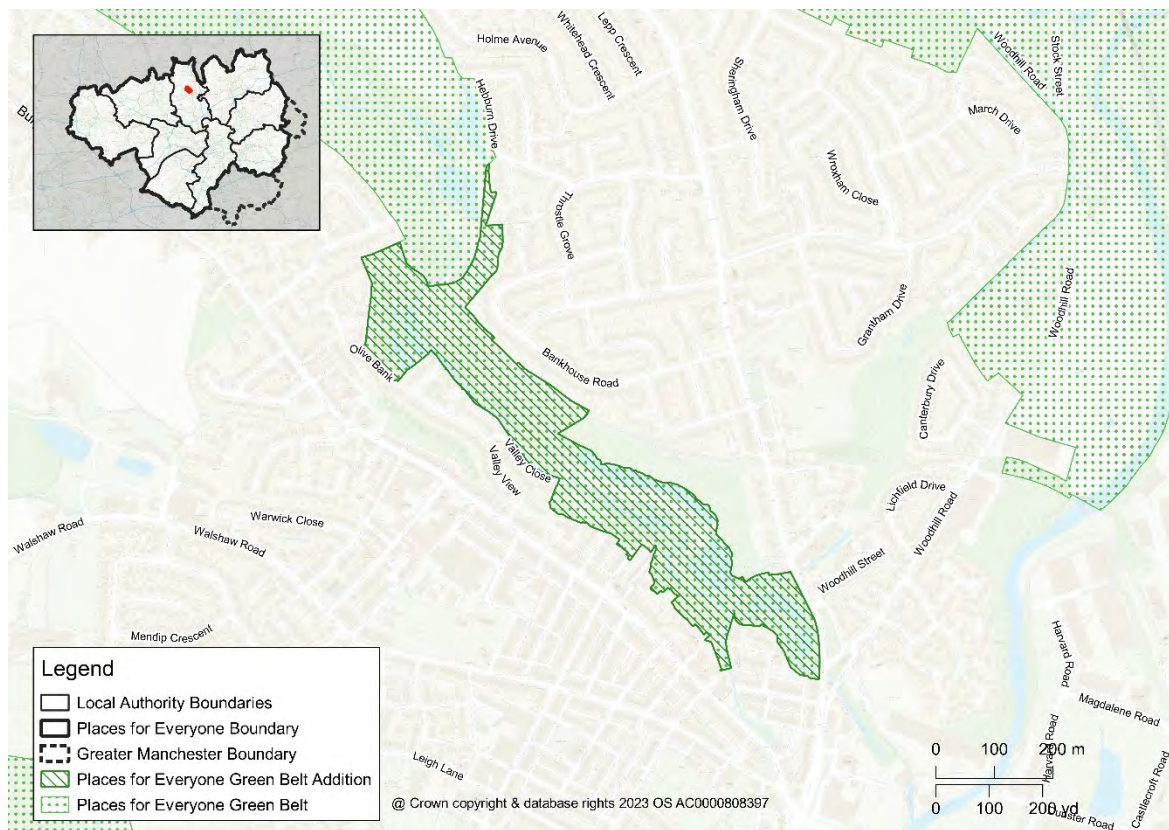 Holme Avenue
Whitehead Crescent
Lepp Crescent
Sheringham Drive
Woodhill Road
Stock Street
March Drive
Hebburn Drive
Wroxham Close
Throstle Grove
Woodhill Road
Grantham Drive
Olive Bank
Bankhouse Road
Canterbury Drive
Valley Close
Valley View
Lichfield Drive
Woodhill Road
Walshaw Road
Warwick Close
Walshaw Road
Woodhill Street
Mendip Crescent
Harvard Road
Magdalene Road
Harvard Road
Leigh Lane
Castlecroft Road
Legend
Local Authority Boundaries
Places for Everyone Boundary
Greater Manchester Boundary
Places for Everyone Green Belt Addition
Places for Everyone Green Belt
@ Crown copyright & database rights 2023 OS AC0000808397
0 100 200 m
0 100 200 yd
Road